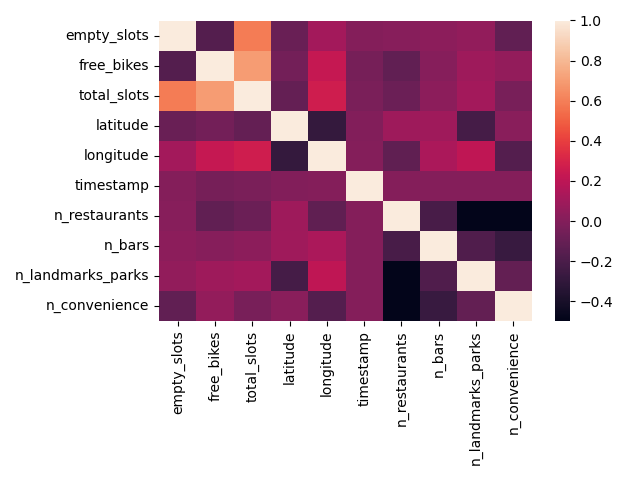 empty_slots
free_bikes
total_slots
latitude
longitude
timestamp
n_restaurants
n_bars
n_landmarks_parks
n_convenience
empty_slots
free_bikes
total_slots
latitude
longitude
timestamp
n_restaurants
n_bars
n_landmarks_parks
n_convenience
1.0
0.8
0.6
0.4
0.2
0.0
−0.2
−0.4